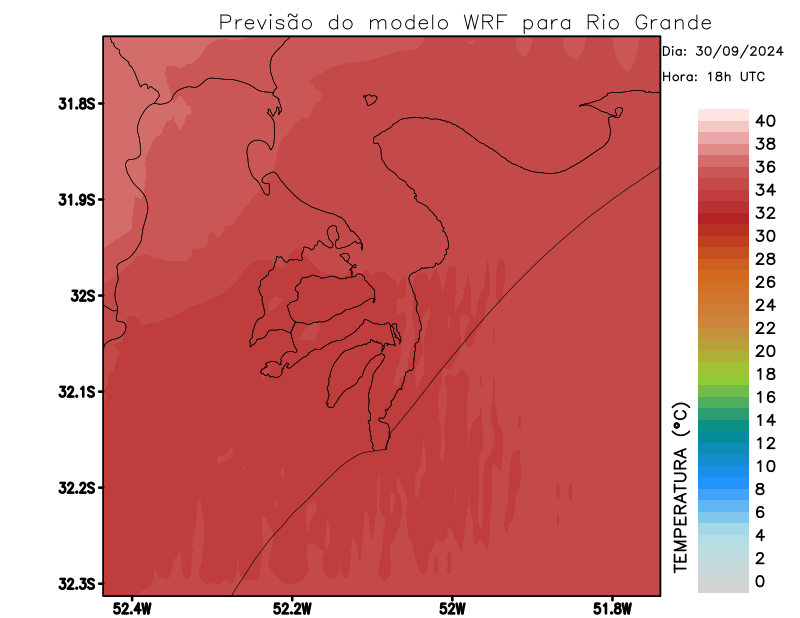 Previsão do modelo WRF para Rio Grande
Dia: 30/09/2024
Hora: 18h UTC
31.8S
31.9S
32S
32.1S
32.2S
32.3S
52.4W
52.2W
52W
51.8W
TEMPERATURA (°C)
40
38
36
34
32
30
28
26
24
22
20
18
16
14
12
10
8
6
4
2
0